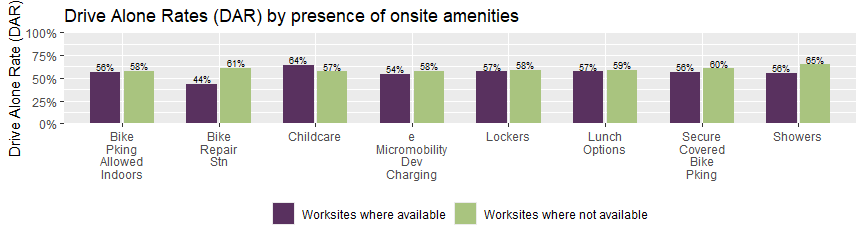 Drive Alone Rates (DAR) by presence of onsite amenities
Drive Alone Rate (DAR)
100%
75%
50%
25%
0%
56% 58% 44% 61% 64% 57% 54% 58% 57% 58% 57% 59% 56% 60% 56% 65%
Bike
Pking
Allowed
Indoors
Bike
Repair
Stn
Childcare
e
Micromobility
Dev
Charging
Lockers
Lunch
Options
Secure
Covered
Bike
Pking
Showers
Worksites where available
Worksites where not available